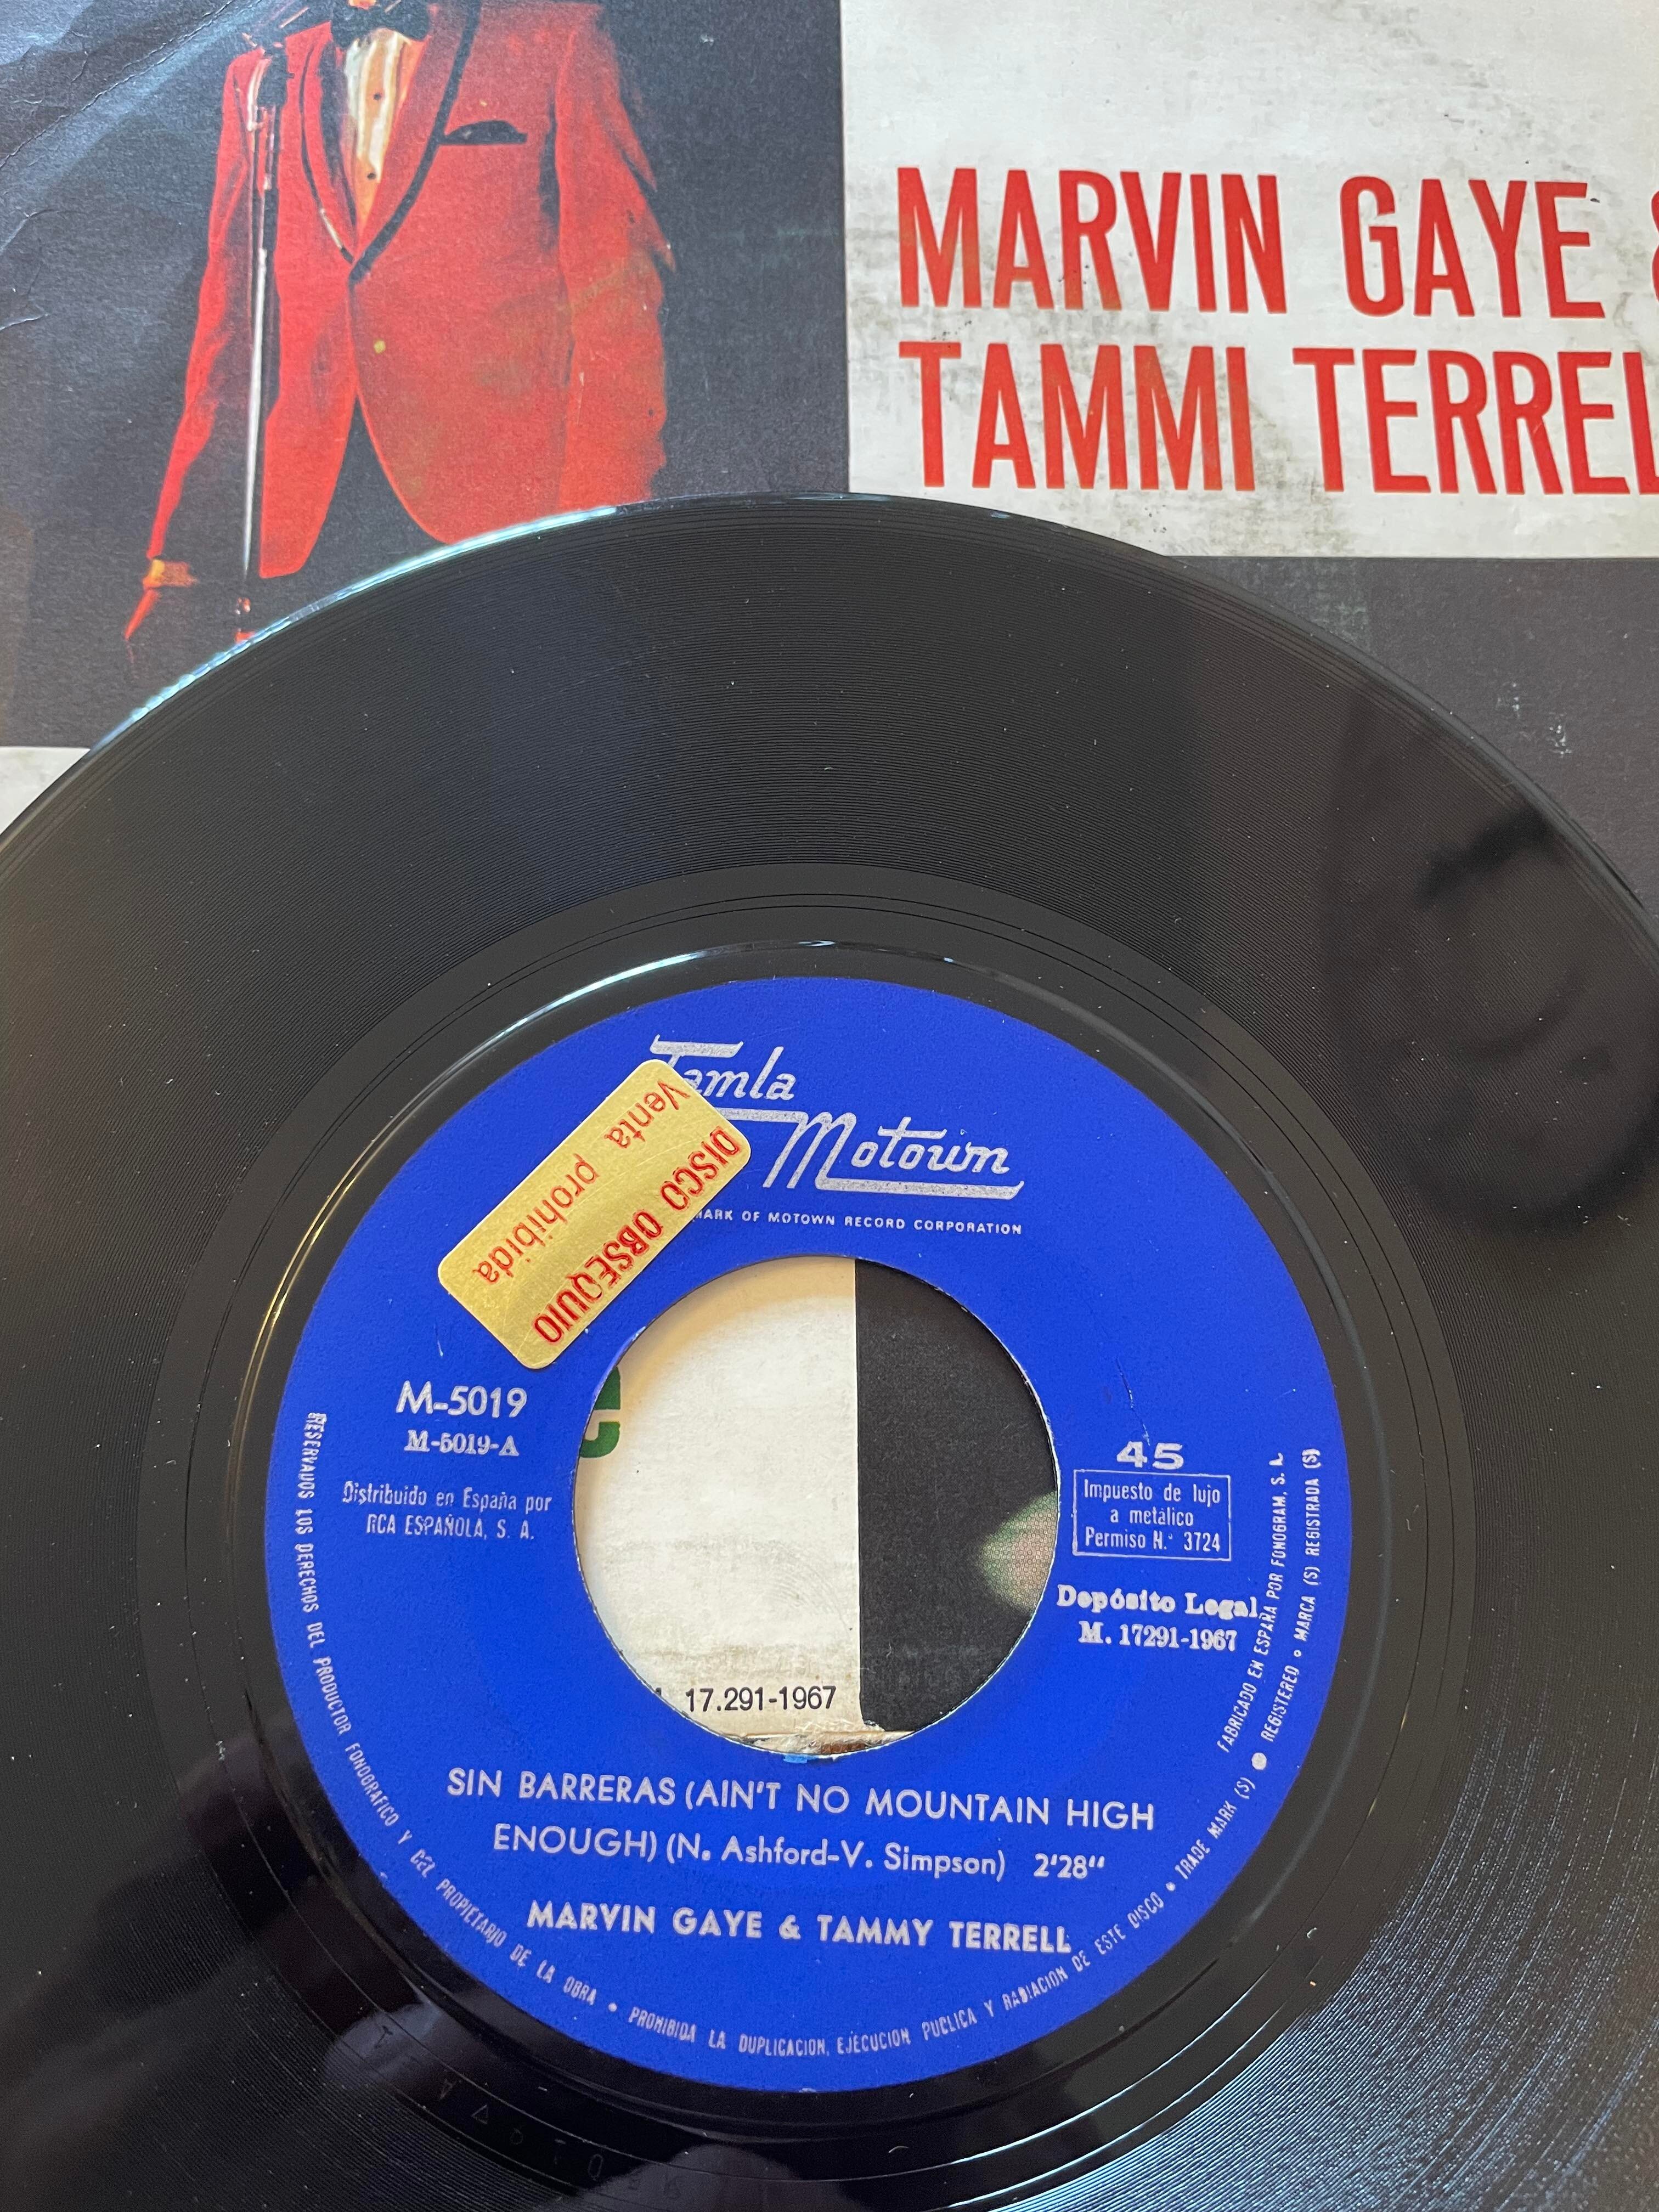 MARVIN GAYE
TAMMI TERREL
Tamla
Motown
MARK OF MOTOWN RECORD CORPORATION
DISCO OBSEQUIO
Venta prohibida
M-5019
M-5019-A
Distribuido en España por
RCA ESPAÑOLA, S. A.
45
Impuesto de lujo
a metálico
Permiso N.º 3724
Depósito Legal
M. 17291-1967
17.291-1967
SIN BARRERAS (AIN'T NO MOUNTAIN HIGH
ENOUGH) (N. Ashford-V. Simpson) 2'28"
MARVIN GAYE & TAMMY TERRELL
RESERVADOS LOS DERECHOS DEL PRODUCTOR FONOGRAFICO Y DEL PROPIETARIO DE LA OBRA • PROHIBIDA LA DUPLICACION, EJECUCION PUCLICA Y RADIACION DE ESTE DISCO • TRADE MARK (S) ● REGISTERED • MARCA (S) REGISTRADA (S)
FABRICADO EN ESPAÑA POR FONOGRAM, S. A.